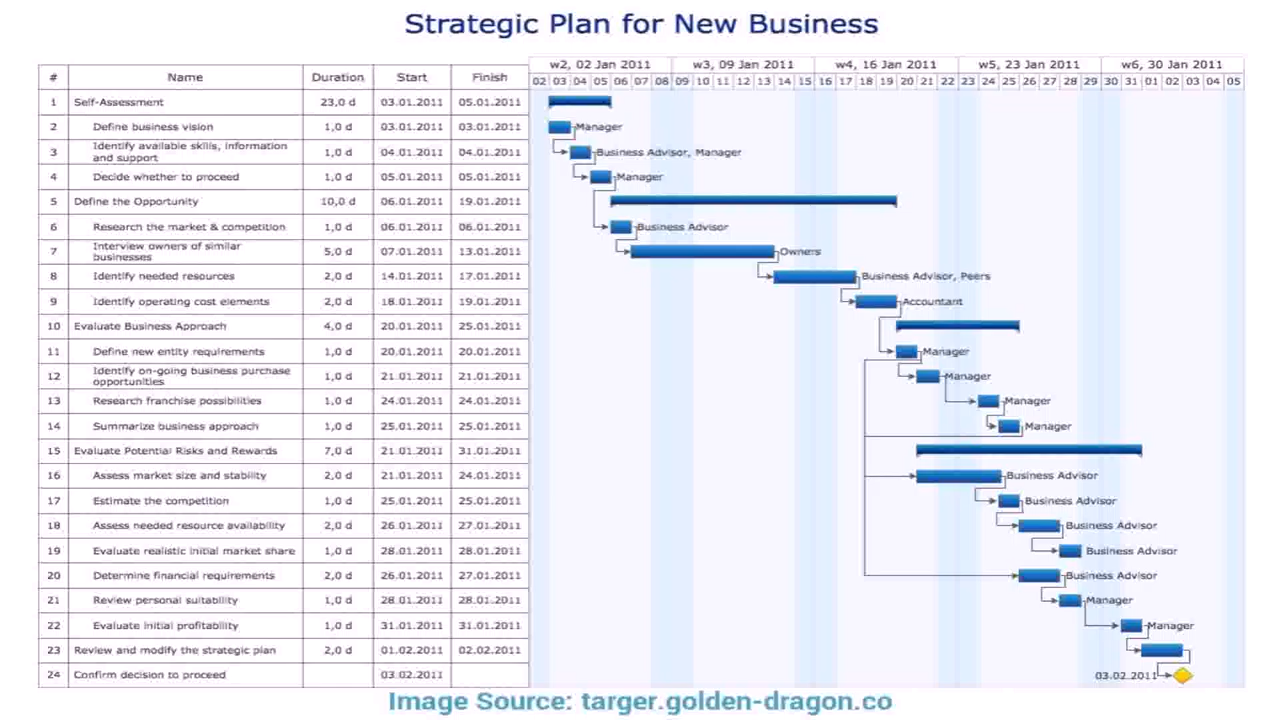 Strategic Plan for New Business
# Name Duration Start Finish w2, 02 Jan 2011 w3, 09 Jan 2011 w4, 16 Jan 2011 w5, 23 Jan 2011 w6, 30 Jan 2011
02 03 04 05 06 07 08 09 10 11 12 13 14 15 16 17 18 19 20 21 22 23 24 25 26 27 28 29 30 31 01 02 03 04 05
1 Self-Assessment 23,0 d 03.01.2011 05.01.2011
2 Define business vision 1,0 d 03.01.2011 03.01.2011 Manager
3 Identify available skills, information
and support 1,0 d 04.01.2011 04.01.2011 Business Advisor, Manager
4 Decide whether to proceed 1,0 d 05.01.2011 05.01.2011 Manager
5 Define the Opportunity 10,0 d 06.01.2011 19.01.2011
6 Research the market & competition 1,0 d 06.01.2011 06.01.2011 Business Advisor
7 Interview owners of similar
businesses 5,0 d 07.01.2011 13.01.2011 Owners
8 Identify needed resources 2,0 d 14.01.2011 17.01.2011 Business Advisor, Peers
9 Identify operating cost elements 2,0 d 18.01.2011 19.01.2011 Accountant
10 Evaluate Business Approach 4,0 d 20.01.2011 25.01.2011
11 Define new entity requirements 1,0 d 20.01.2011 20.01.2011 Manager
12 Identify on-going business purchase
opportunities 1,0 d 21.01.2011 21.01.2011 Manager
13 Research franchise possibilities 1,0 d 24.01.2011 24.01.2011 Manager
14 Summarize business approach 1,0 d 25.01.2011 25.01.2011 Manager
15 Evaluate Potential Risks and Rewards 7,0 d 21.01.2011 31.01.2011
16 Assess market size and stability 2,0 d 21.01.2011 24.01.2011 Business Advisor
17 Estimate the competition 1,0 d 25.01.2011 25.01.2011 Business Advisor
18 Assess needed resource availability 2,0 d 26.01.2011 27.01.2011 Business Advisor
19 Evaluate realistic initial market share 1,0 d 28.01.2011 28.01.2011 Business Advisor
20 Determine financial requirements 2,0 d 26.01.2011 27.01.2011 Business Advisor
21 Review personal suitability 1,0 d 28.01.2011 28.01.2011 Manager
22 Evaluate initial profitability 1,0 d 31.01.2011 31.01.2011 Manager
23 Review and modify the strategic plan 2,0 d 01.02.2011 02.02.2011
24 Confirm decision to proceed 03.02.2011 03.02.2011
Image Source: targer.golden-dragon.co